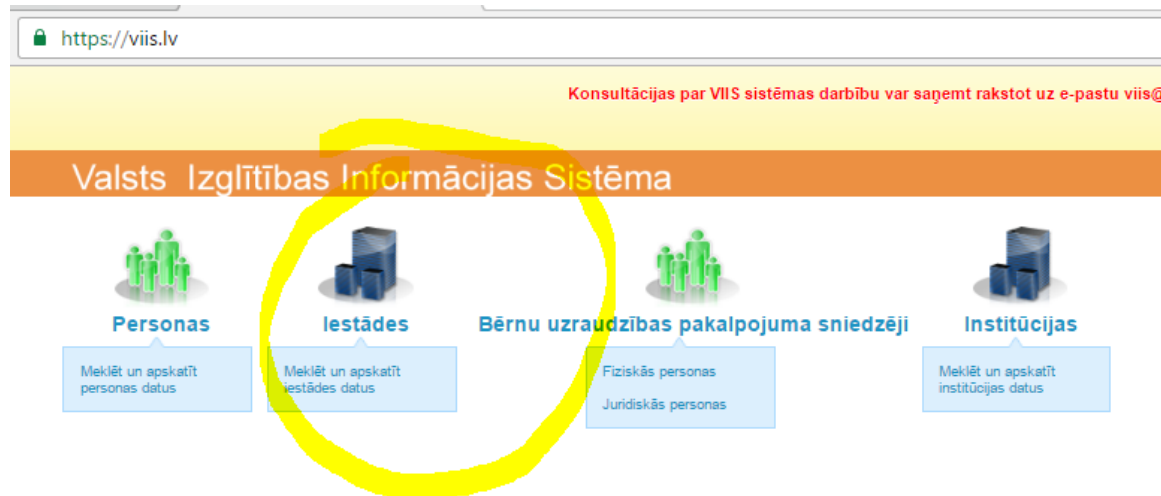 https://viis.lv
Konsultācijas par VIIS sistēmas darbību var saņemt rakstot uz e-pastu viis@
Valsts Izglītības Informācijas Sistēma
Personas
Meklēt un apskatīt
personas datus
Iestādes
Meklēt un apskatīt
iestādes datus
Bērnu uzraudzības pakalpojuma sniedzēji
Fiziskās personas
Juridiskās personas
Institūcijas
Meklēt un apskatīt
institūcijas datus